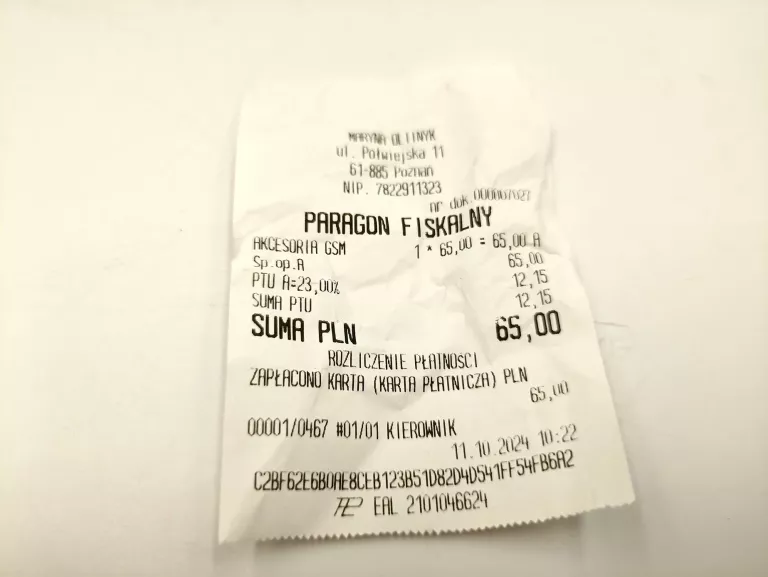 MARYNA OLIINYK
ul. Półwiejska 11
61-885 Poznań
NIP. 7822911323
nr dok.
PARAGON FISKALNY
AKCESORIA GSM 1 * 65,00 = 65,00 A
Sp.op.A 65,00
PTU A=23,00% 12,15
SUMA PTU 12,15
SUMA PLN 65,00
ROZLICZENIE PŁATNOŚCI
ZAPŁACONO KARTA (KARTA PŁATNICZA) PLN
65,00
00001/0467 #01/01 KIEROWNIK
11.10.2024 10:22
C2BF62E6B0AE8CEB123B51D82D4D541FF54FB6A2
EAL 2101046624